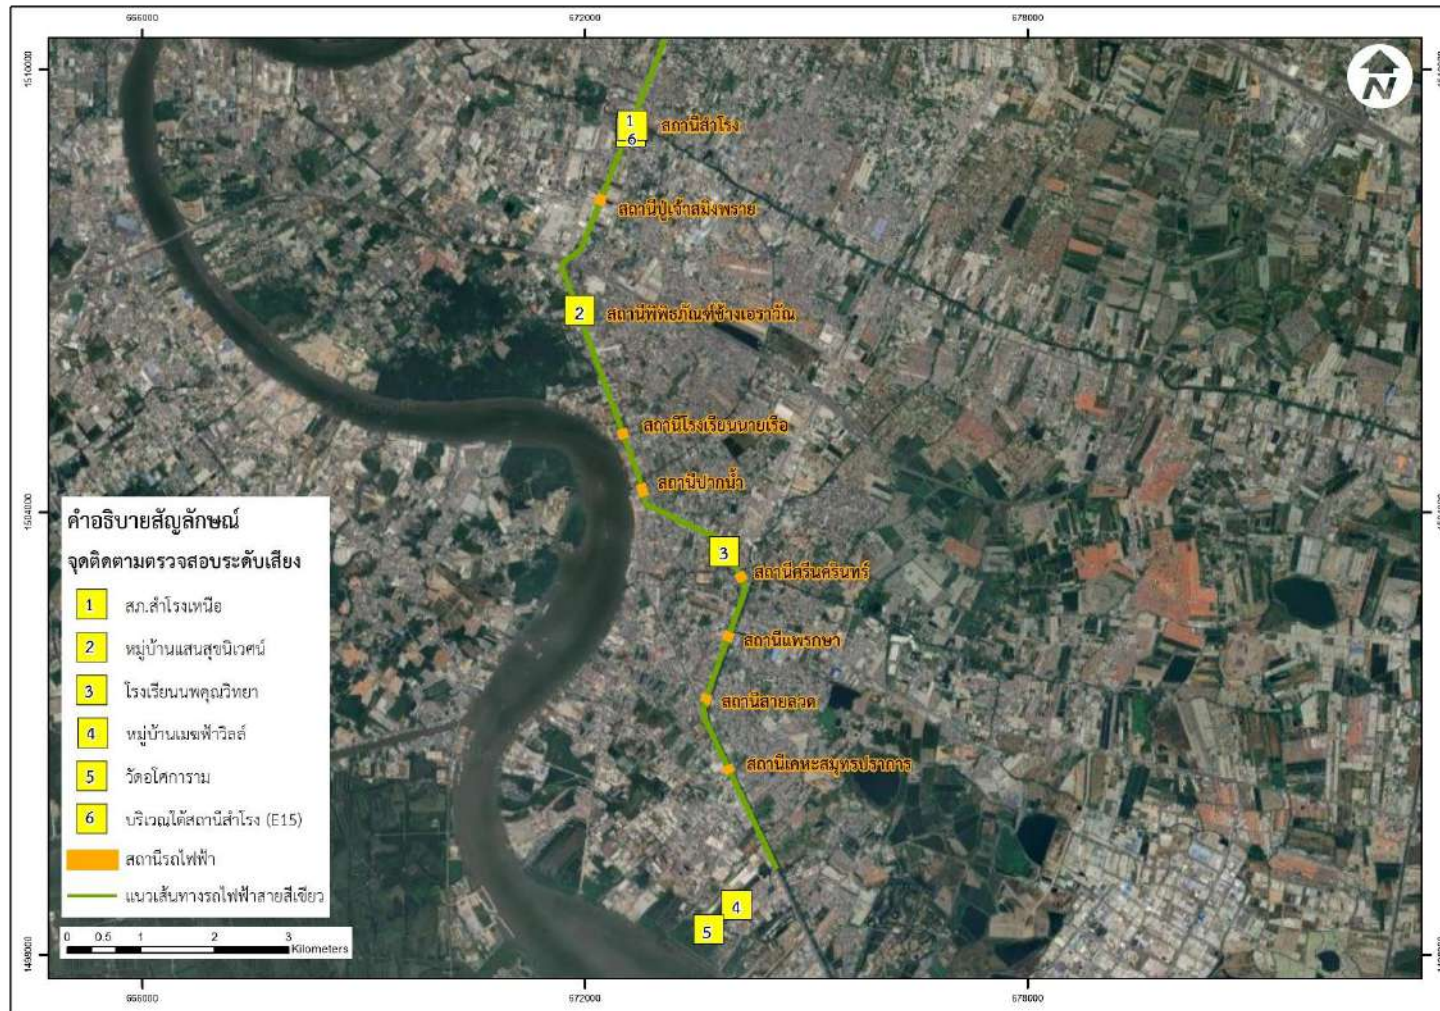 666000
672000
678000
1510000
N
1
6
สถานีสำโรง
สถานีปู่เจ้าสมิงพราย
2
สถานีพิพิธภัณฑ์ช้างเอราวัณ
สถานีโรงเรียนนายเรือ
สถานีปากน้ำ
1504000
3
สถานีศรีนครินทร์
สถานีแพรกษา
สถานีสายลวด
สถานีเคหะสมุทรปราการ
4
5
คำอธิบายสัญลักษณ์
จุดติดตามตรวจสอบระดับเสียง
1 สภ.สำโรงเหนือ
2 หมู่บ้านแสนสุขนิเวศน์
3 โรงเรียนนพคุณวิทยา
4 หมู่บ้านเมฆฟ้าวิลล์
5 วัดอโศการาม
6 บริเวณใต้สถานีสำโรง (E15)
สถานีรถไฟฟ้า
แนวเส้นทางรถไฟฟ้าสายสีเขียว
0 0.5 1 2 3
Kilometers
1498000
666000
672000
678000